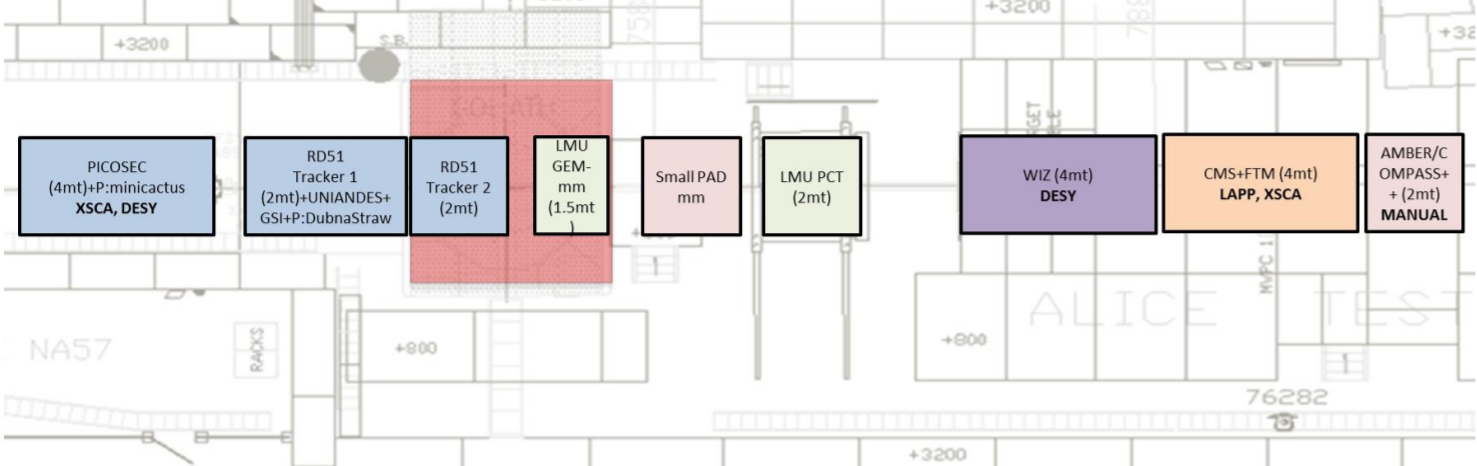 +3200
+3200
S.B.
+3200
PICOSEC
(4mt)+P:minicactus
XSCA, DESY
RD51
Tracker 1
(2mt)+UNIANDES+
GSI+P:DubnaStraw
RD51
Tracker 2
(2mt)
LMU
GEM-
mm
(1.5mt
)
Small PAD
mm
LMU PCT
(2mt)
WIZ (4mt)
DESY
CMS+FTM (4mt)
LAPP, XSCA
AMBER/C
OMPASS+
+ (2mt)
MANUAL
ALICE TEST
NA57
RACKS
+800
+800
76282
+3200